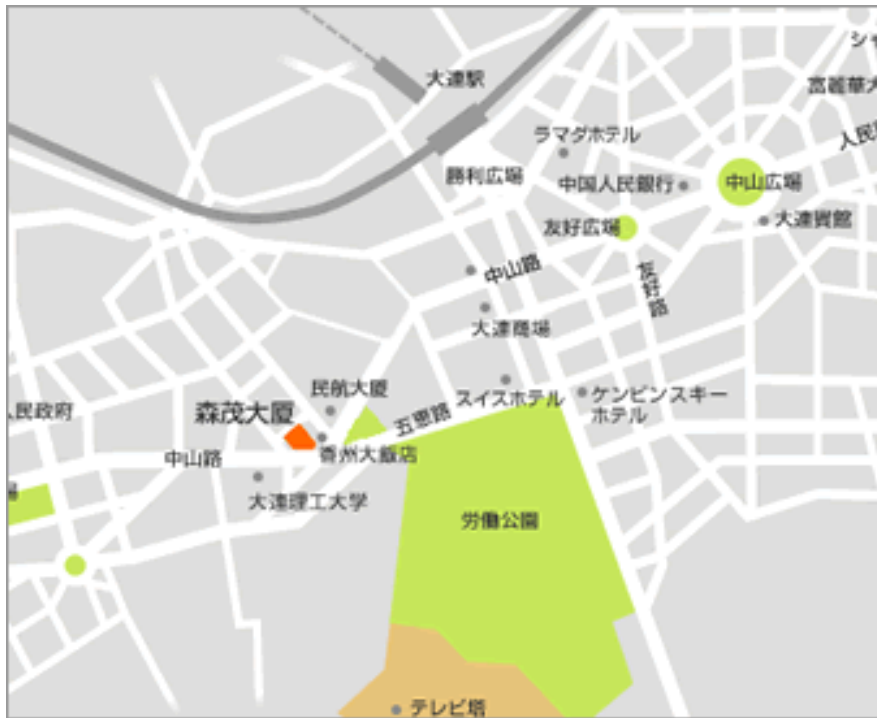 シャ
大連駅
富麗華大
ラマダホテル
人民
勝利広場
中国人民銀行
中山広場
友好広場
大連賓館
中山路
友好路
大連商場
民航大厦
スイスホテル
ケンピンスキー
ホテル
人民政府
森茂大厦
五恵路
中山路
香州大飯店
場
大連理工大学
労働公園
テレビ塔